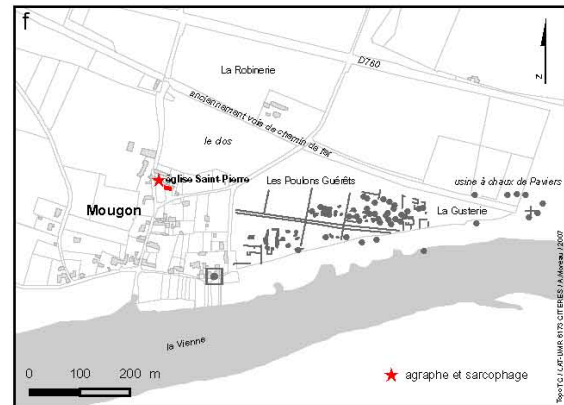 f
La Robinerie
D760
N
anciennement voie de chemin de fer
le clos
église Saint-Pierre
Les Poulons Guérêts
usine à chaux de Paviers
Mougon
La Gusterie
la Vienne
0 100 200 m
agraphe et sarcophage
Topo TC / LAT-UMR 6173 CITERES / A.Moreau / 2007